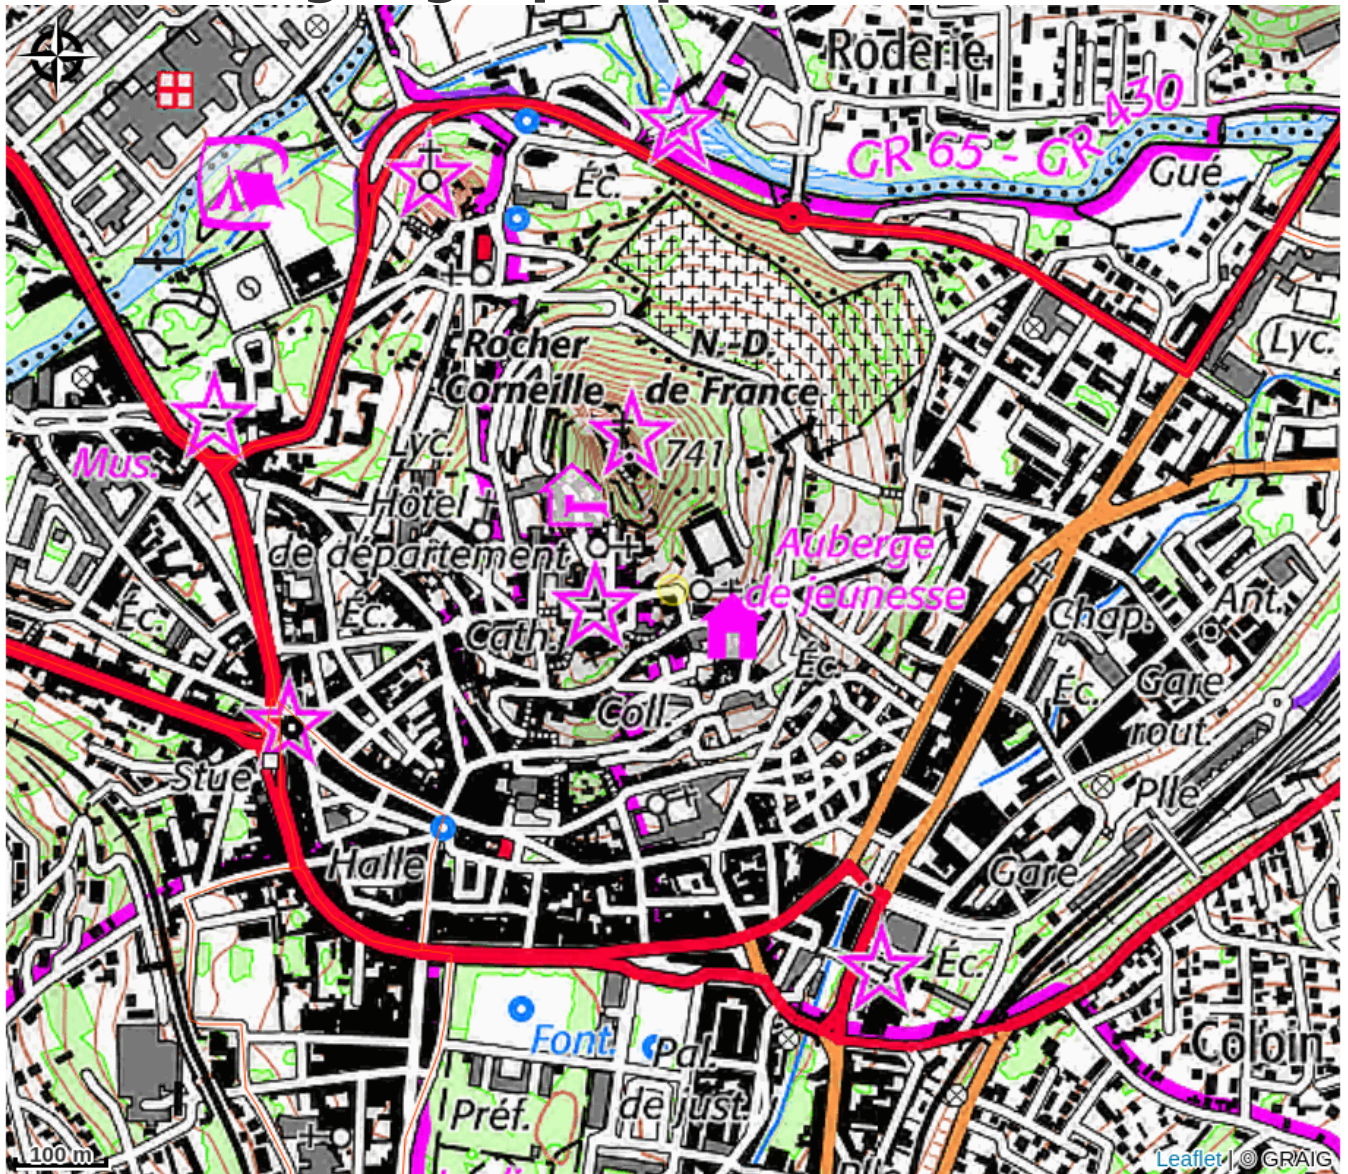 Roderie
GR 65 - GR 430
Éc.
Gué
Lyc.
Rocher
Corneille
N.-D.
de France
741
Lyc.
Mus.
Hôtel
de département
Auberge
de jeunesse
Éc.
Éc.
Cath.
Chap.
Ant.
Éc.
Éc.
Gare
rout.
Coll.
Stue
Plle
Halle
Gare
Éc.
Font.
Pal.
de just.
Préf.
Coloin
100 m
Leaflet | © GRAIG